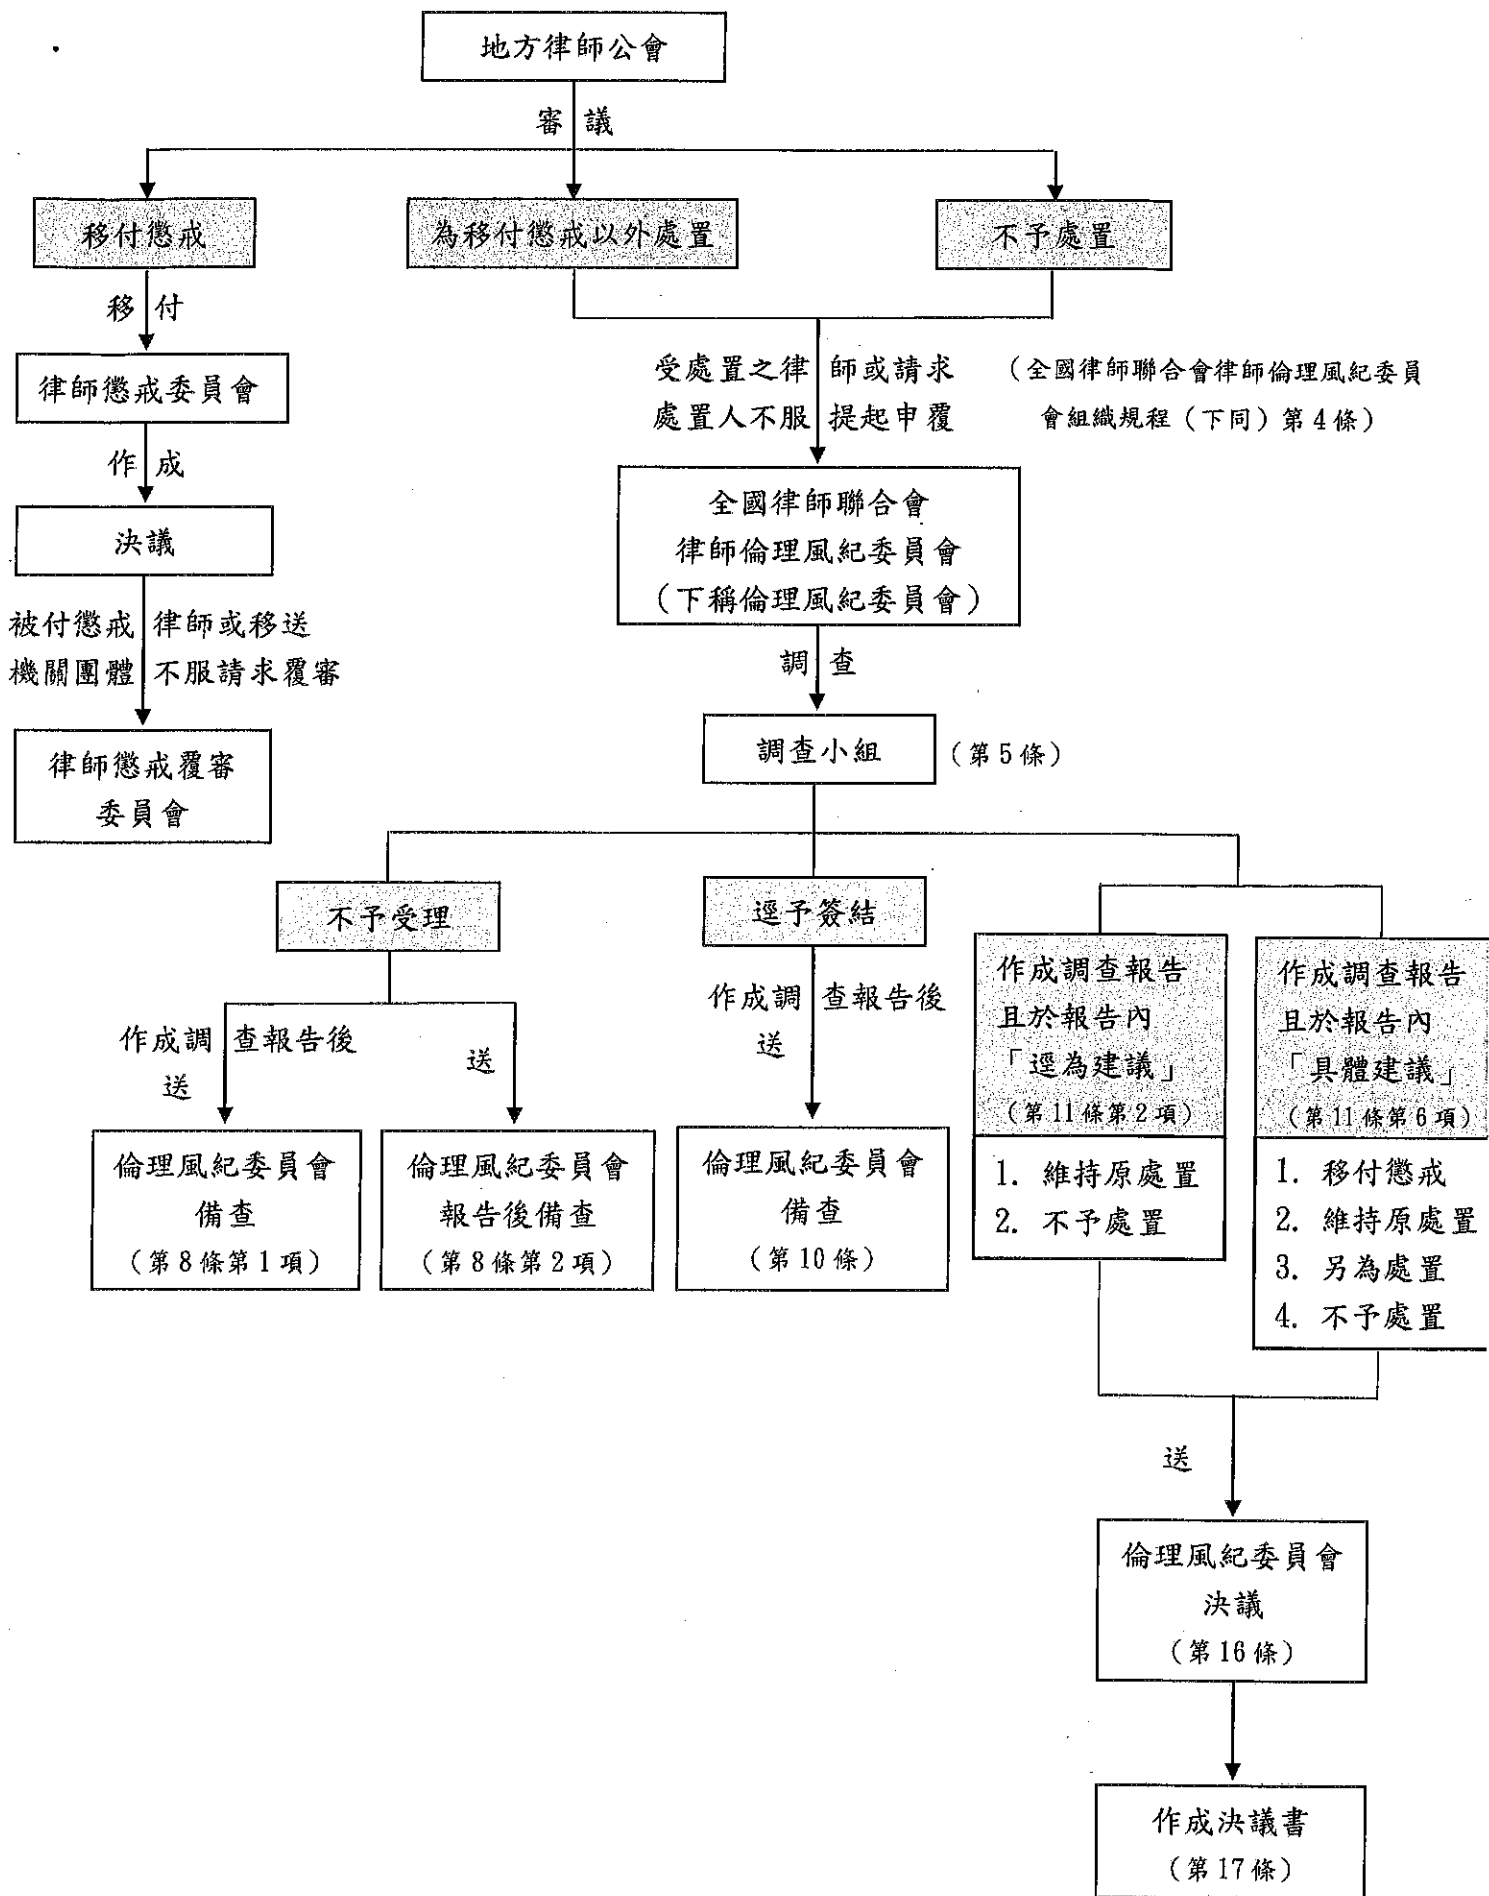 地方律師公會
審議
移付懲戒
為移付懲戒以外處置
不予處置
移付
律師懲戒委員會
作成
決議
被付懲戒律師或移送
機關團體不服請求覆審
律師懲戒覆審
委員會
受處置之律師或請求
處置人不服提起申覆
(全國律師聯合會律師倫理風紀委員
會組織規程(下同)第4條)
全國律師聯合會
律師倫理風紀委員會
(下稱倫理風紀委員會)
調查
調查小組
(第5條)
不予受理
逕予簽結
作成調查報告
且於報告內
「逕為建議」
(第11條第2項)
1. 維持原處置
2. 不予處置
作成調查報告
且於報告內
「具體建議」
(第11條第6項)
1. 移付懲戒
2. 維持原處置
3. 另為處置
4. 不予處置
作成調查報告後
送
送
作成調查報告後
送
倫理風紀委員會
備查
(第8條第1項)
倫理風紀委員會
報告後備查
(第8條第2項)
倫理風紀委員會
備查
(第10條)
送
倫理風紀委員會
決議
(第16條)
作成決議書
(第17條)